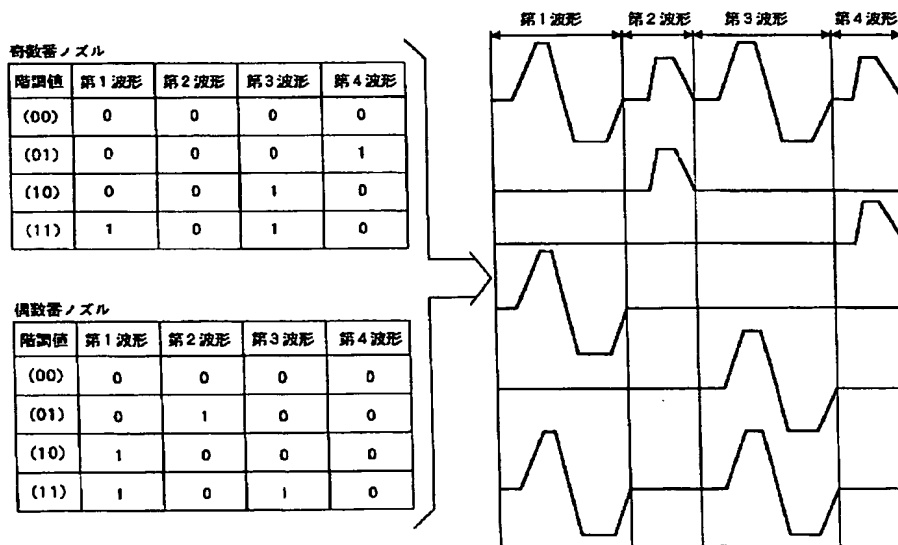 第1波形 第2波形 第3波形 第4波形
奇数番ノズル
階調値 第1波形 第2波形 第3波形 第4波形
(00) 0 0 0 0
(01) 0 0 0 1
(10) 0 0 1 0
(11) 1 0 1 0
偶数番ノズル
階調値 第1波形 第2波形 第3波形 第4波形
(00) 0 0 0 0
(01) 0 1 0 0
(10) 1 0 0 0
(11) 1 0 1 0